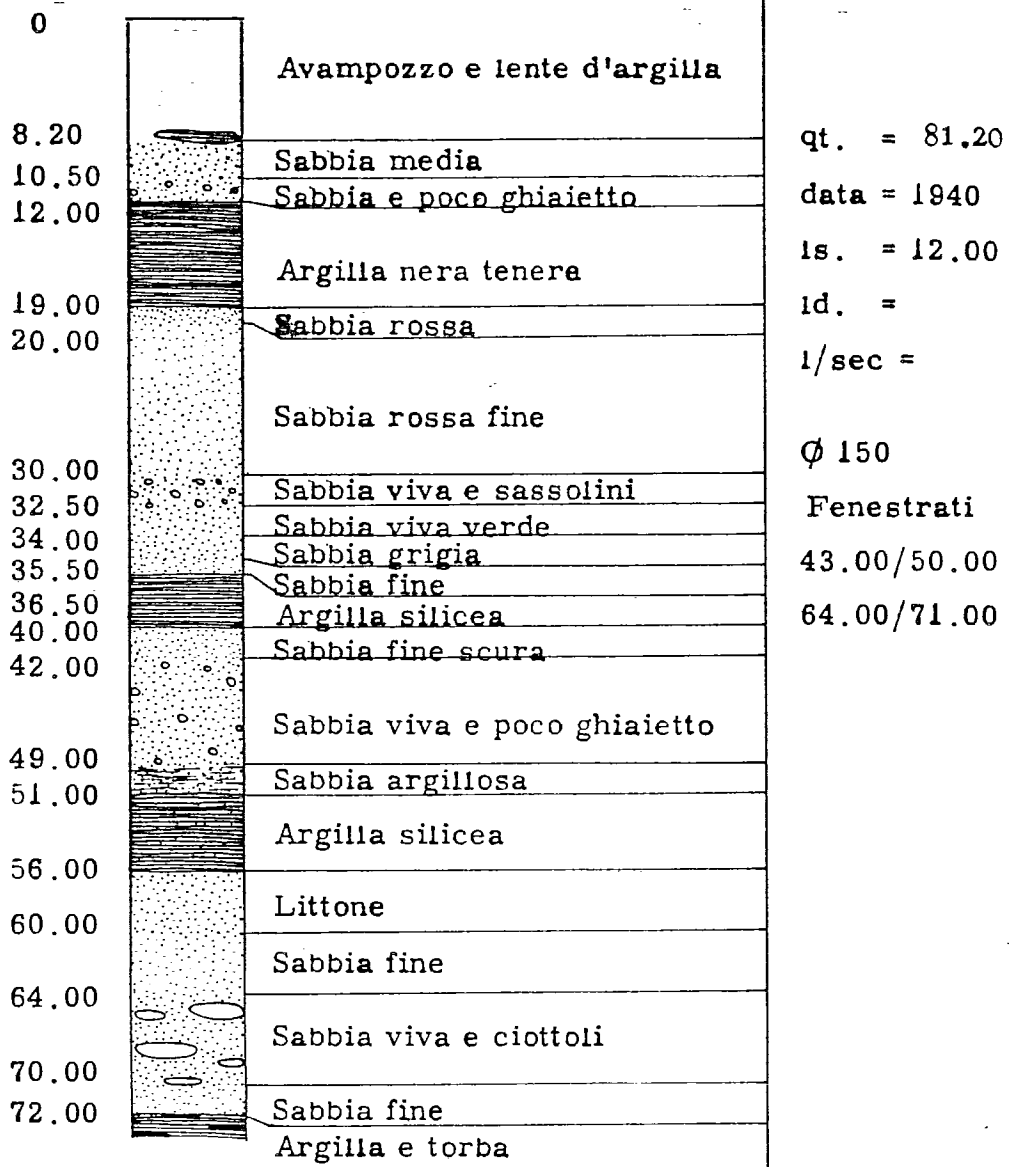 0
Avampozzo e lente d'argilla
8.20
Sabbia media
10.50
Sabbia e poco ghiaietto
12.00
Argilla nera tenera
19.00
Sabbia rossa
20.00
Sabbia rossa fine
30.00
Sabbia viva e sassolini
32.50
Sabbia viva verde
34.00
Sabbia grigia
35.50
Sabbia fine
36.50
Argilla silicea
40.00
Sabbia fine scura
42.00
Sabbia viva e poco ghiaietto
49.00
Sabbia argillosa
51.00
Argilla silicea
56.00
Littone
60.00
Sabbia fine
64.00
Sabbia viva e ciottoli
70.00
Sabbia fine
72.00
Argilla e torba
qt. = 81.20
data = 1940
ls. = 12.00
ld. =
l/sec =
Ø 150
Fenestrati
43.00/50.00
64.00/71.00